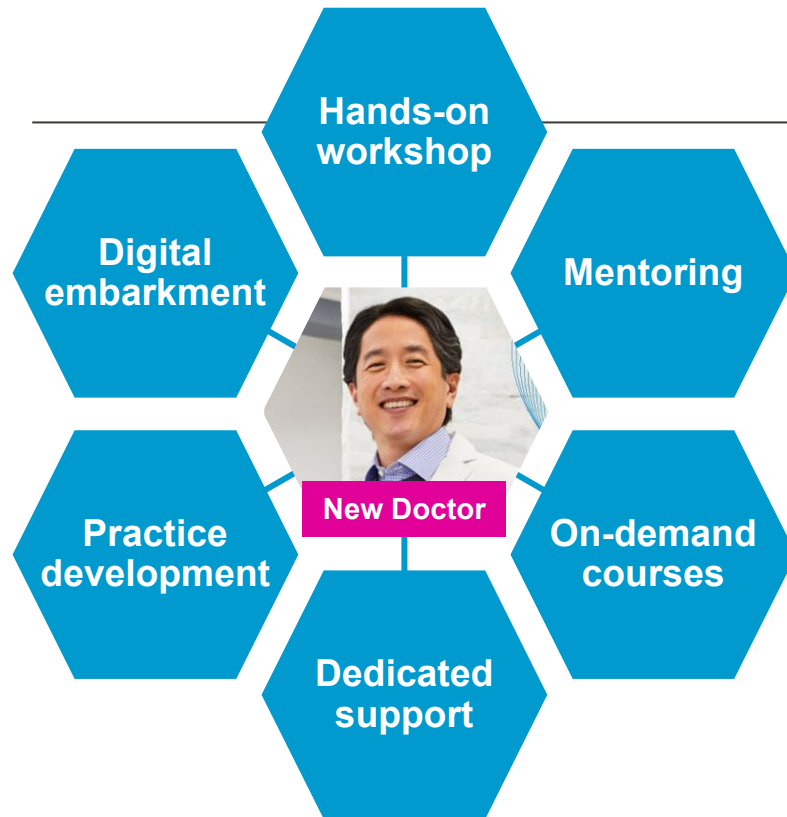 Hands-on
workshop
Digital
embarkment
Mentoring
New Doctor
Practice
development
On-demand
courses
Dedicated
support